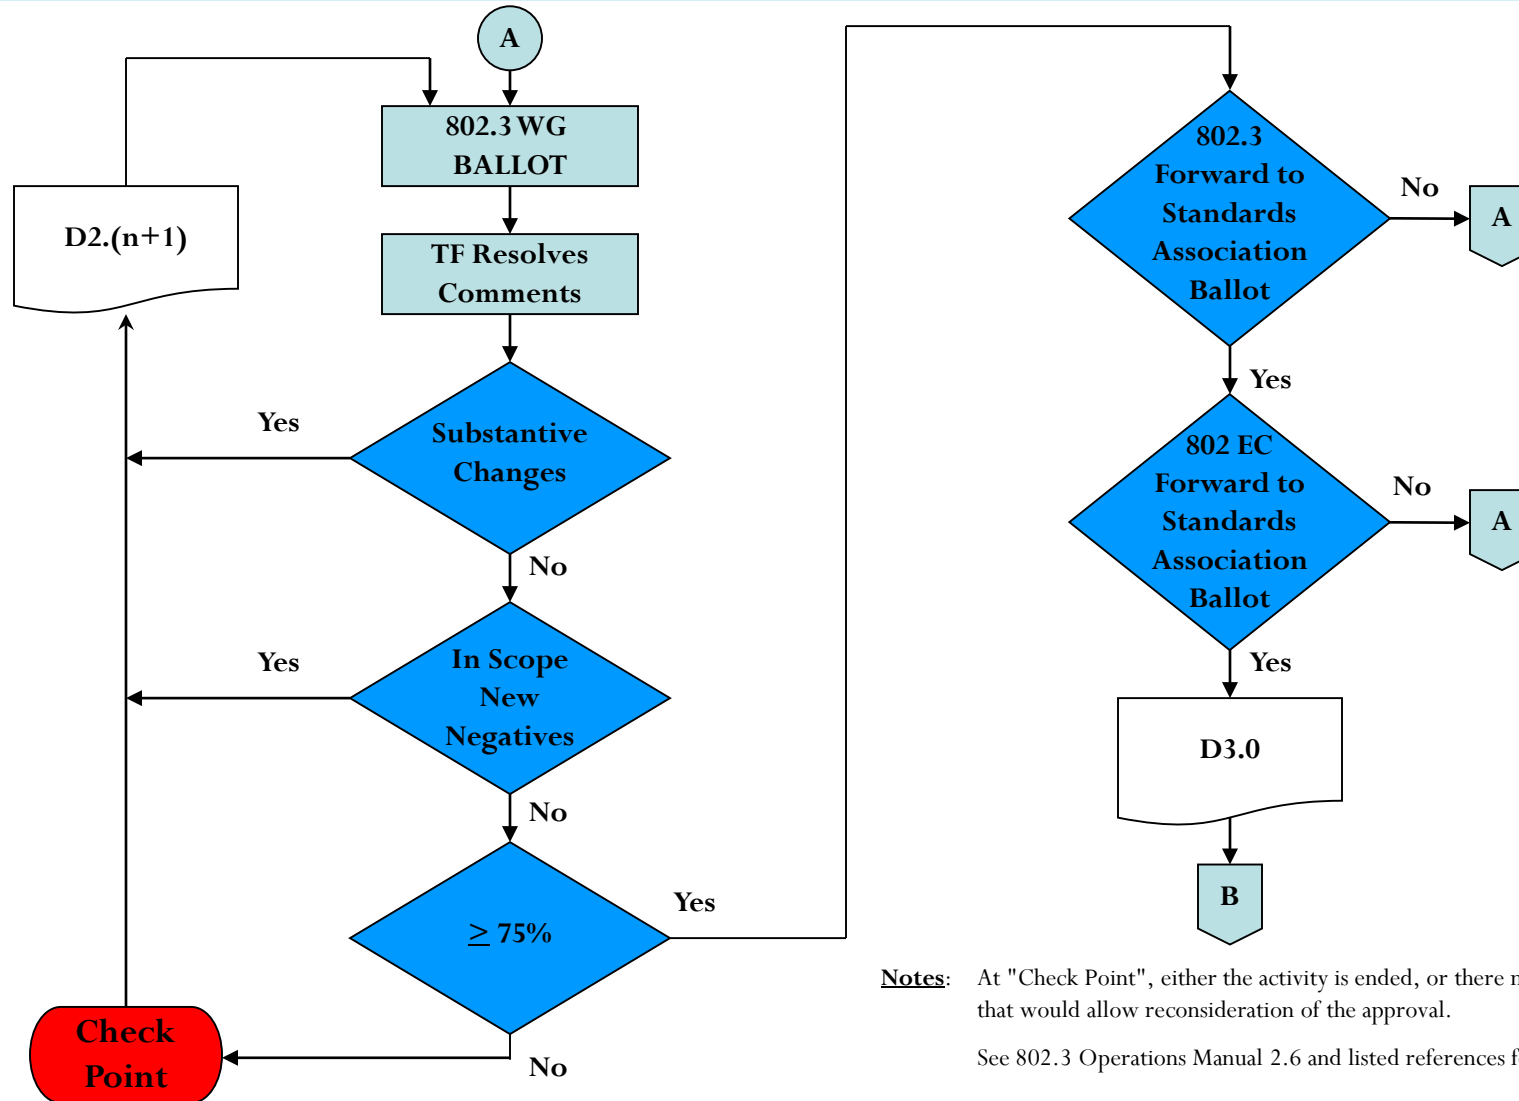 A
802.3 WG
BALLOT
D2.(n+1)
TF Resolves
Comments
Yes
Substantive
Changes
No
Yes
In Scope
New
Negatives
No
≥ 75%
Yes
No
Check
Point
802.3
Forward to
Standards
Association
Ballot
No
A
Yes
802 EC
Forward to
Standards
Association
Ballot
No
A
Yes
D3.0
B
Notes: At "Check Point", either the activity is ended, or there
that would allow reconsideration of the approval.
See 802.3 Operations Manual 2.6 and listed references